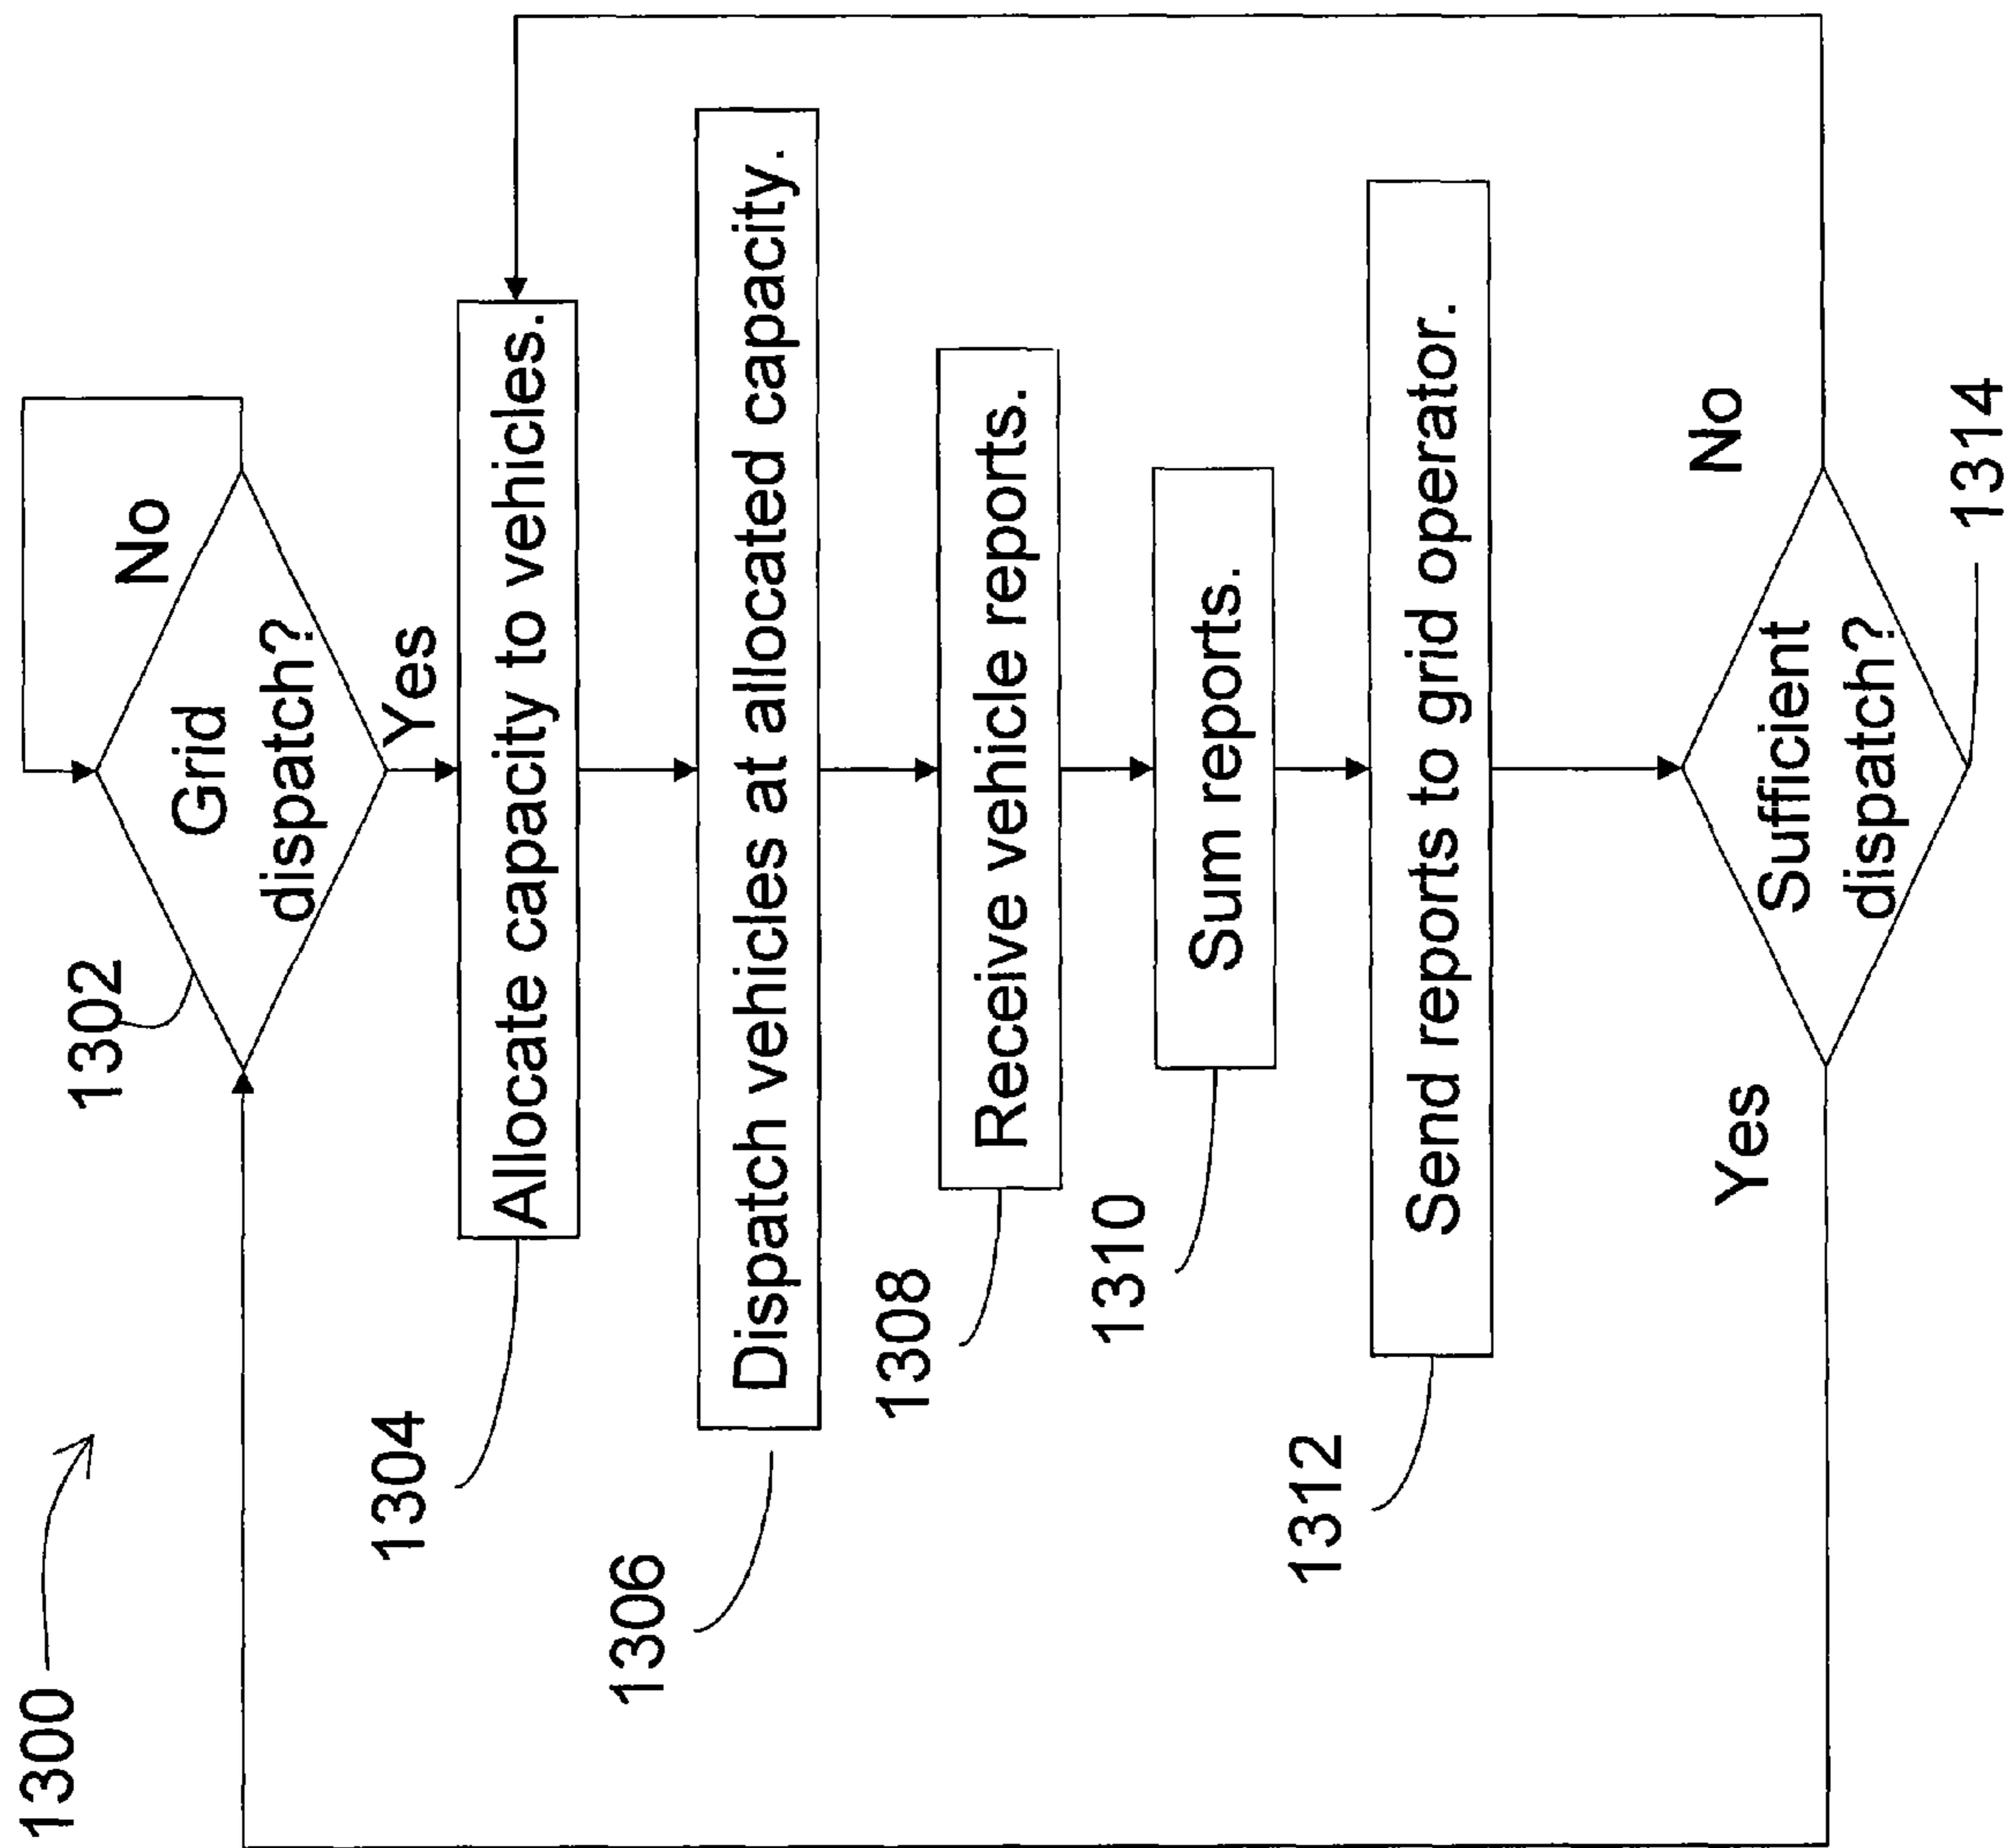 1300
1302
Grid
dispatch?
No
Yes
1304
Allocate capacity to vehicles.
1306
Dispatch vehicles at allocated capacity.
1308
Receive vehicle reports.
1310
Sum reports.
1312
Send reports to grid operator.
Sufficient
dispatch?
Yes
No
1314